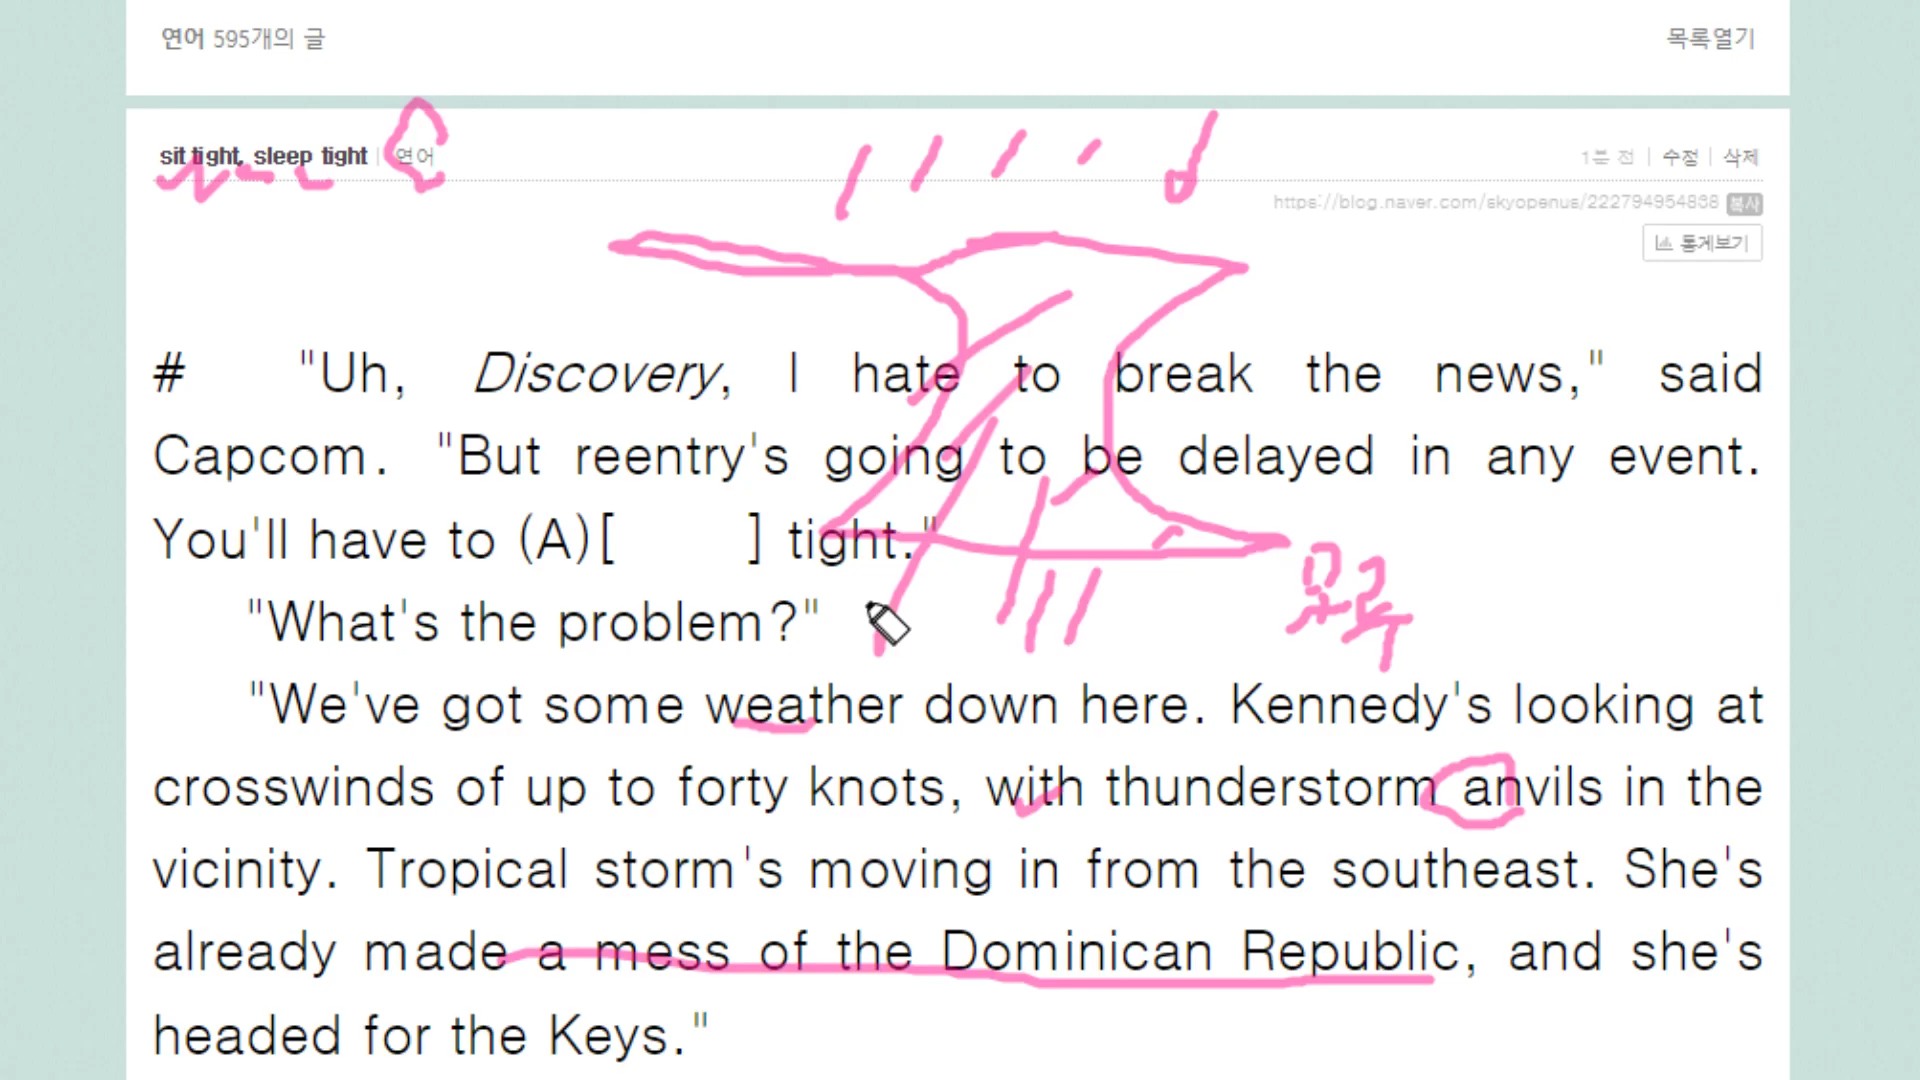 연어 595개의 글
목록열기
sit tight, sleep tight | 연어
1분 전 | 수정 | 삭제
https://blog.naver.com/skyopenus/222794954838 복사
통계보기
# "Uh, Discovery, I hate to break the news," said
Capcom. "But reentry's going to be delayed in any event.
You'll have to (A)[ ] tight."
"What's the problem?"
모루
"We've got some weather down here. Kennedy's looking at
crosswinds of up to forty knots, with thunderstorm anvils in the
vicinity. Tropical storm's moving in from the southeast. She's
already made a mess of the Dominican Republic, and she's
headed for the Keys."